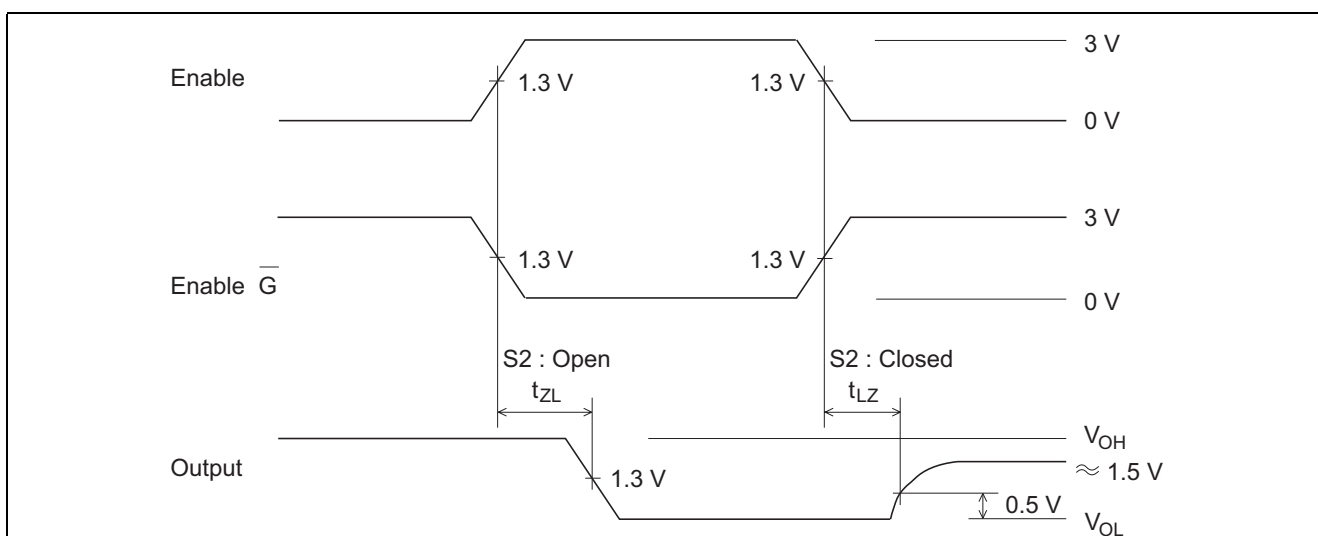 3 V
Enable
1.3 V 1.3 V
0 V
3 V
1.3 V 1.3 V
Enable G̅
0 V
S2 : Open S2 : Closed
tZL tLZ
VOH
Output
≈ 1.5 V
1.3 V
0.5 V
VOL